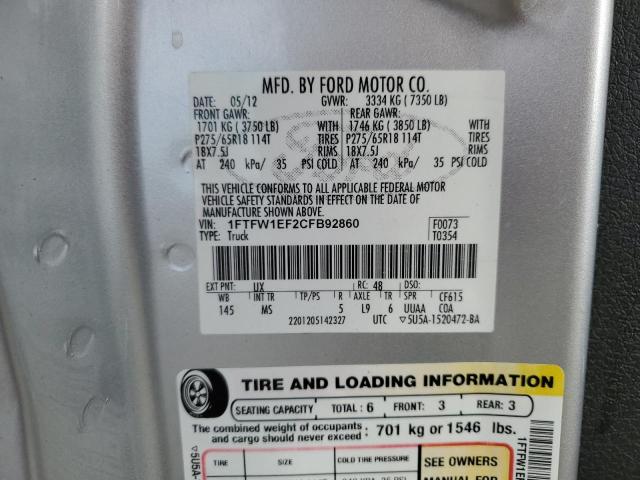 MFD. BY FORD MOTOR CO.
DATE: 05/12 GVWR: 3334 KG ( 7350 LB)
FRONT GAWR: REAR GAWR:
1701 KG ( 3750 LB) WITH 1746 KG ( 3850 LB) WITH
P275/65R18 114T TIRES P275/65R18 114T TIRES
18X7.5J RIMS 18X7.5J RIMS
AT 240 kPa/ 35 PSI COLD AT 240 kPa/ 35 PSI COLD
THIS VEHICLE CONFORMS TO ALL APPLICABLE FEDERAL MOTOR
VEHICLE SAFETY STANDARDS IN EFFECT ON THE DATE OF
MANUFACTURE SHOWN ABOVE.
VIN: 1FTFW1EF2CFB92860 F0073
TYPE: Truck T0354
EXT PNT: UX RC: 48 DSO:
WB INT TR TP/PS R AXLE TR SPR CF615
145 MS 5 L9 6 UUAA COA
2201205142327 UTC ▽5U5A-1520472-BA
TIRE AND LOADING INFORMATION
SEATING CAPACITY TOTAL : 6 FRONT: 3 REAR: 3
The combined weight of occupants and cargo should never exceed: 701 kg or 1546 lbs.
TIRE SIZE COLD TIRE PRESSURE SEE OWNERS
MANUAL FOR
▽5U5A-
1FTFW1EF